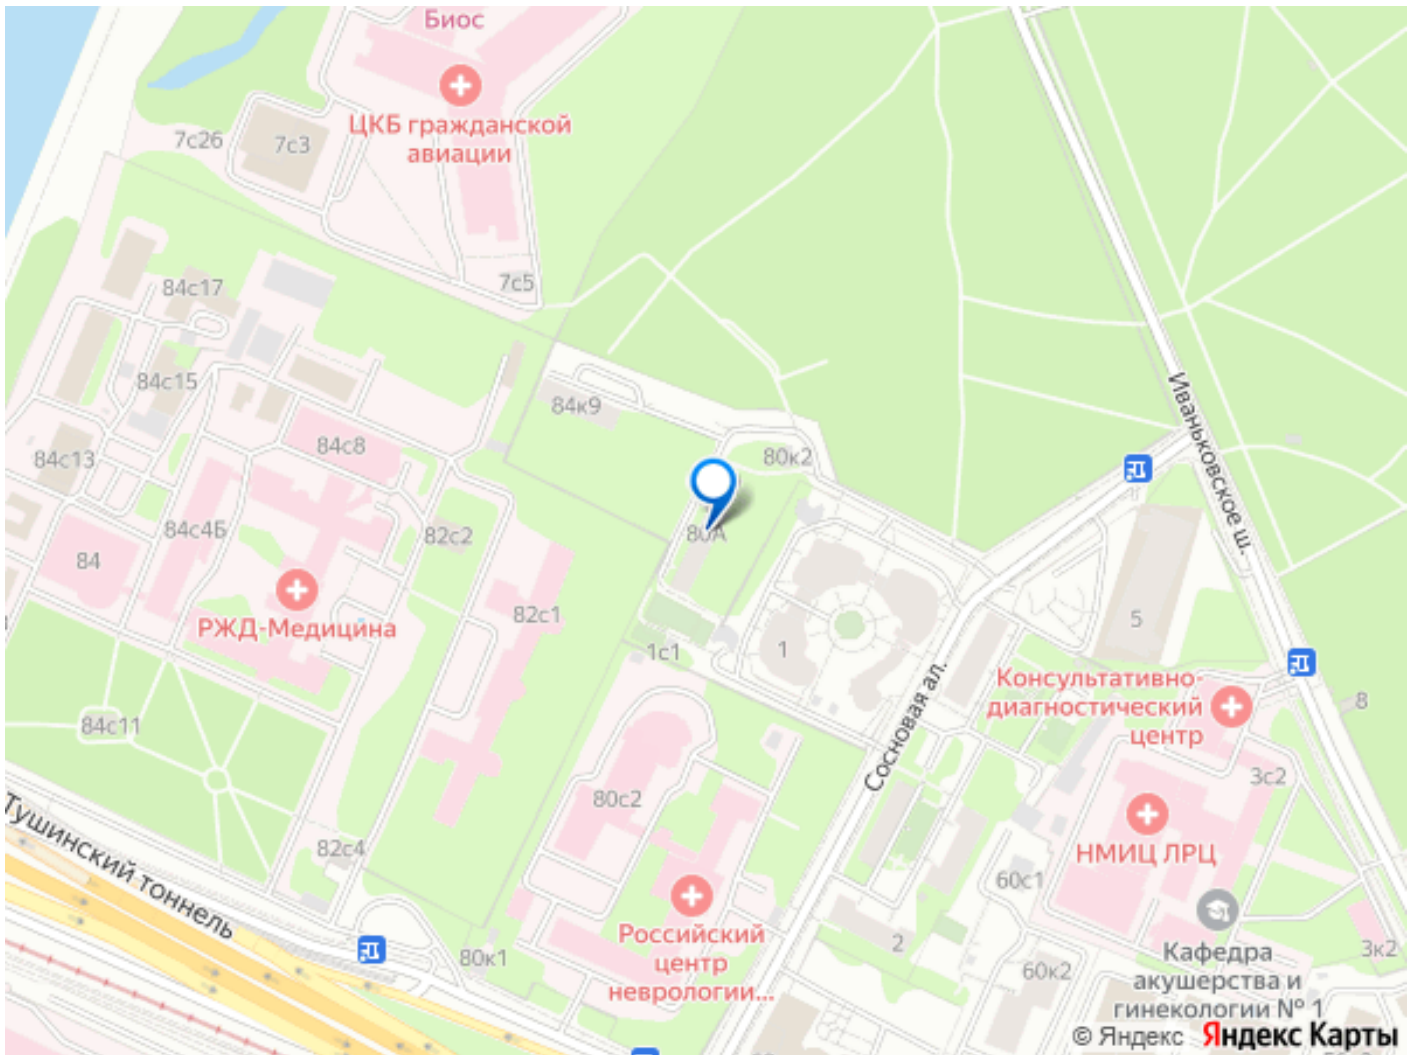 Биос
ЦКБ гражданской
авиации
7с26
7с3
7с5
84с17
84с15
84к9
84с8
84с13
80к2
Иваньковское ш.
84с4Б
82с2
80А
84
РЖД-Медицина
82с1
5
1с1
1
Консультативно-
диагностический
центр
8
84с11
Сосновая ал.
3с2
80с2
Тушинский тоннель
82с4
НМИЦ ЛРЦ
60с1
Российский
центр
неврологии...
80к1
2
60к2
Кафедра
акушерства и
гинекологии № 1
3к2
© Яндекс Яндекс Карты